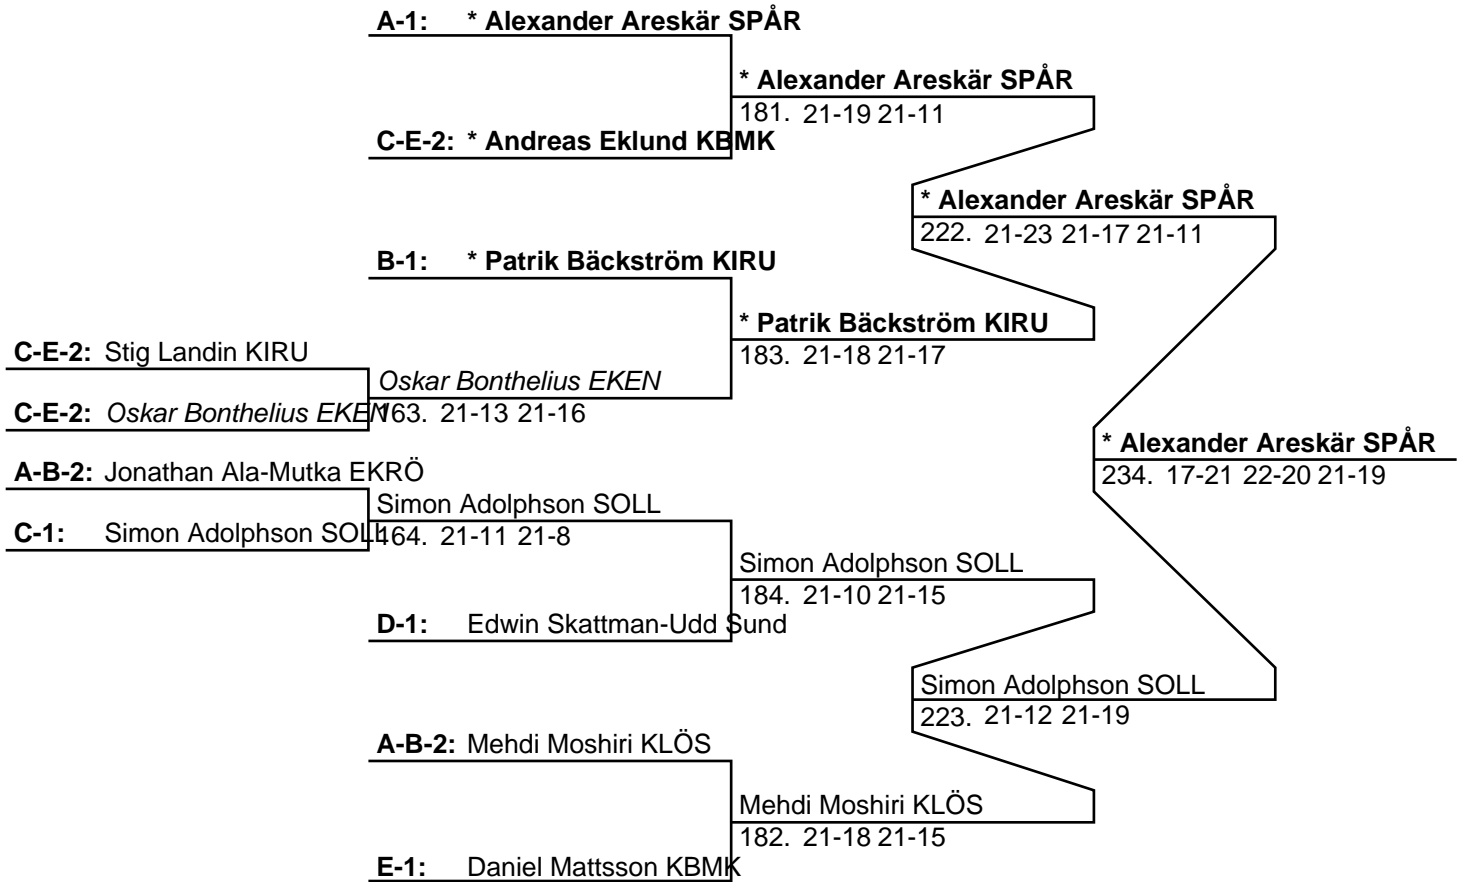 A-1: * Alexander Areskär SPÅR
* Alexander Areskär SPÅR
181. 21-19 21-11
C-E-2: * Andreas Eklund KBMK
* Alexander Areskär SPÅR
222. 21-23 21-17 21-11
B-1: * Patrik Bäckström KIRU
* Patrik Bäckström KIRU
183. 21-18 21-17
C-E-2: Stig Landin KIRU
Oskar Bonthelius EKEN
C-E-2: Oskar Bonthelius EKEN
163. 21-13 21-16
* Alexander Areskär SPÅR
234. 17-21 22-20 21-19
A-B-2: Jonathan Ala-Mutka EKRÖ
Simon Adolphson SOLL
C-1: Simon Adolphson SOLL
164. 21-11 21-8
Simon Adolphson SOLL
184. 21-10 21-15
D-1: Edwin Skattman-Udd Sund
Simon Adolphson SOLL
223. 21-12 21-19
A-B-2: Mehdi Moshiri KLÖS
Mehdi Moshiri KLÖS
182. 21-18 21-15
E-1: Daniel Mattsson KBMK